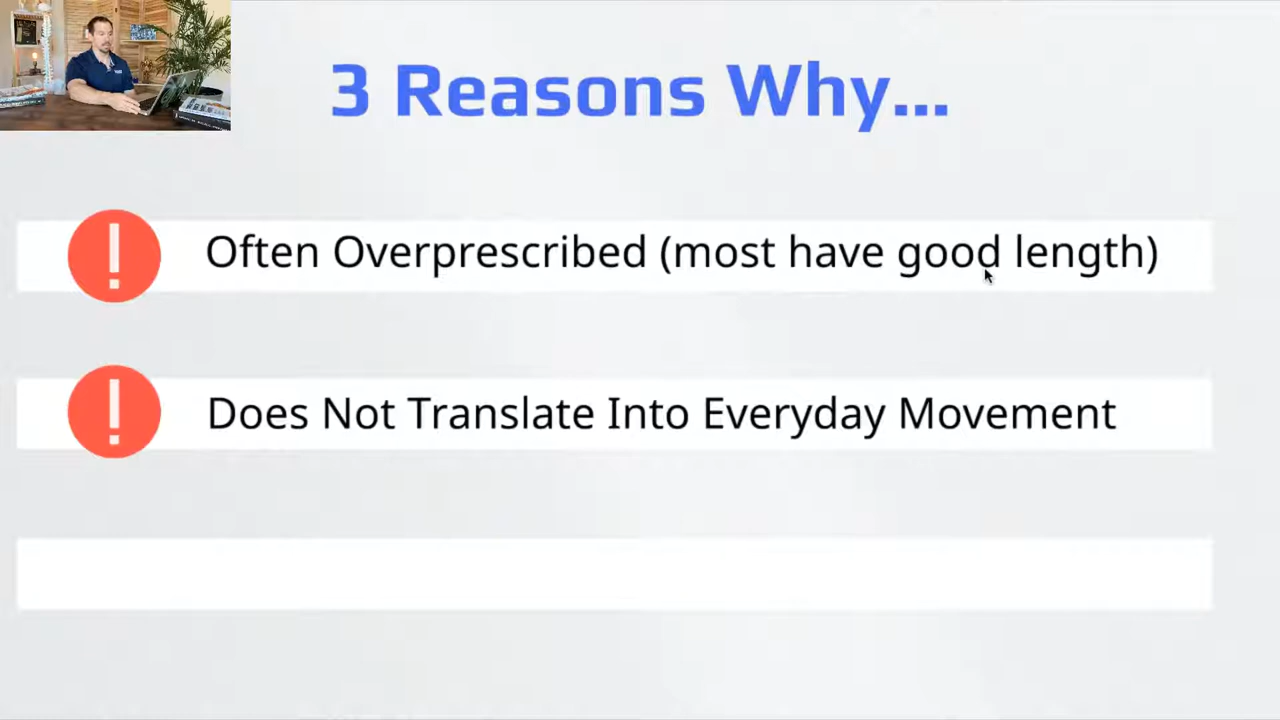 3 Reasons Why...
Often Overprescribed (most have good length)
Does Not Translate Into Everyday Movement